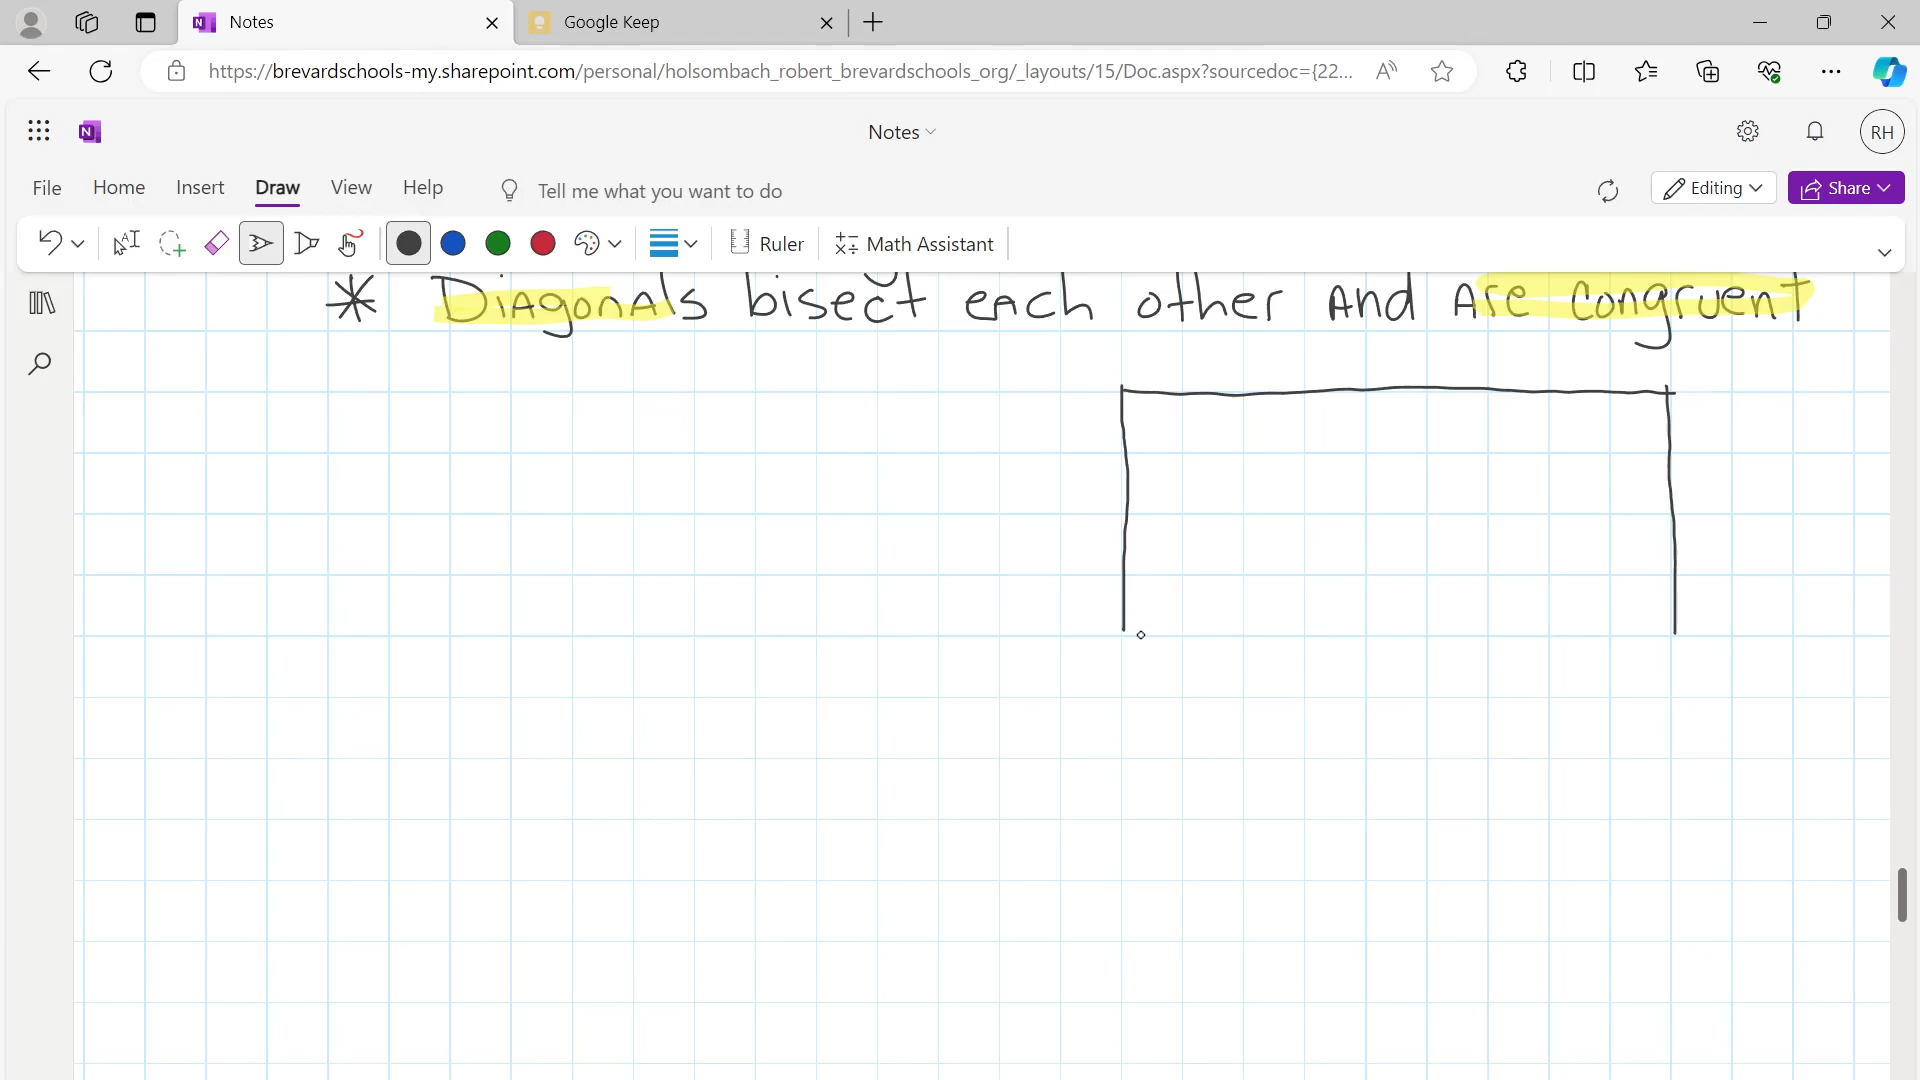 Notes
Google Keep
https://brevardschools-my.sharepoint.com/personal/holsombach_robert_brevardschools_org/_layouts/15/Doc.aspx?sourcedoc={22...
Notes
RH
File Home Insert Draw View Help Tell me what you want to do Editing Share
Ruler Math Assistant
* Diagonals bisect each other And Are congruent